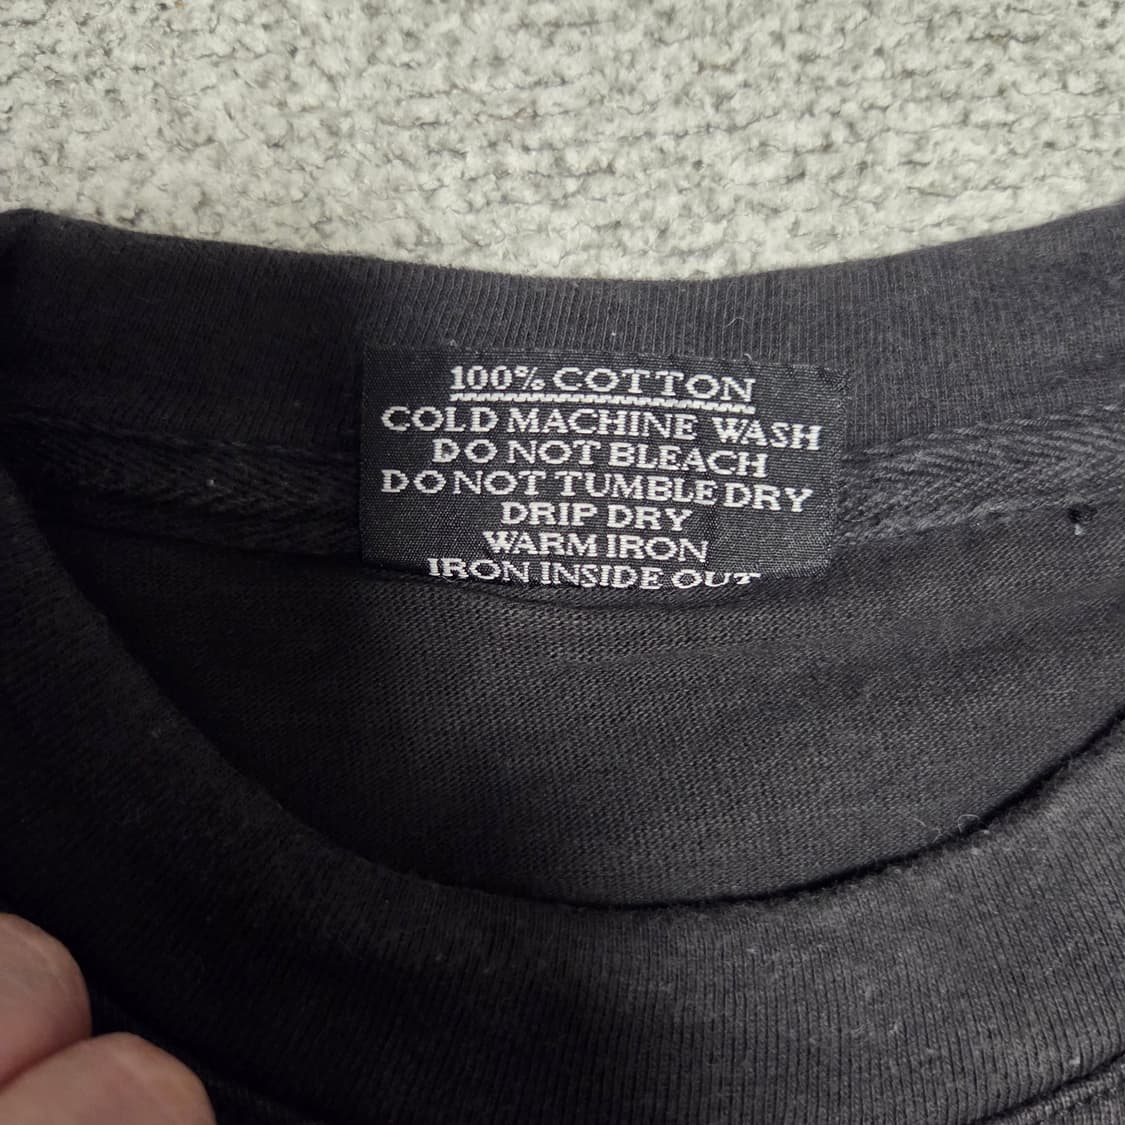 100% COTTON
COLD MACHINE WASH
DO NOT BLEACH
DO NOT TUMBLE DRY
DRIP DRY
WARM IRON
IRON INSIDE OUT